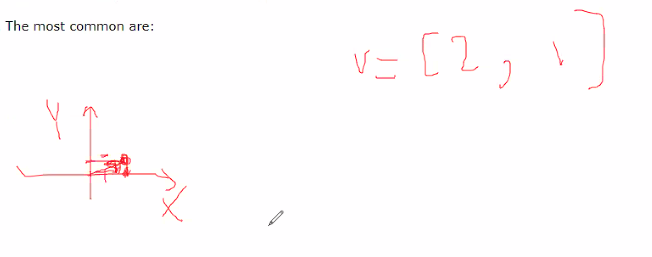 The most common are:
v = [2, 1]
Y
X